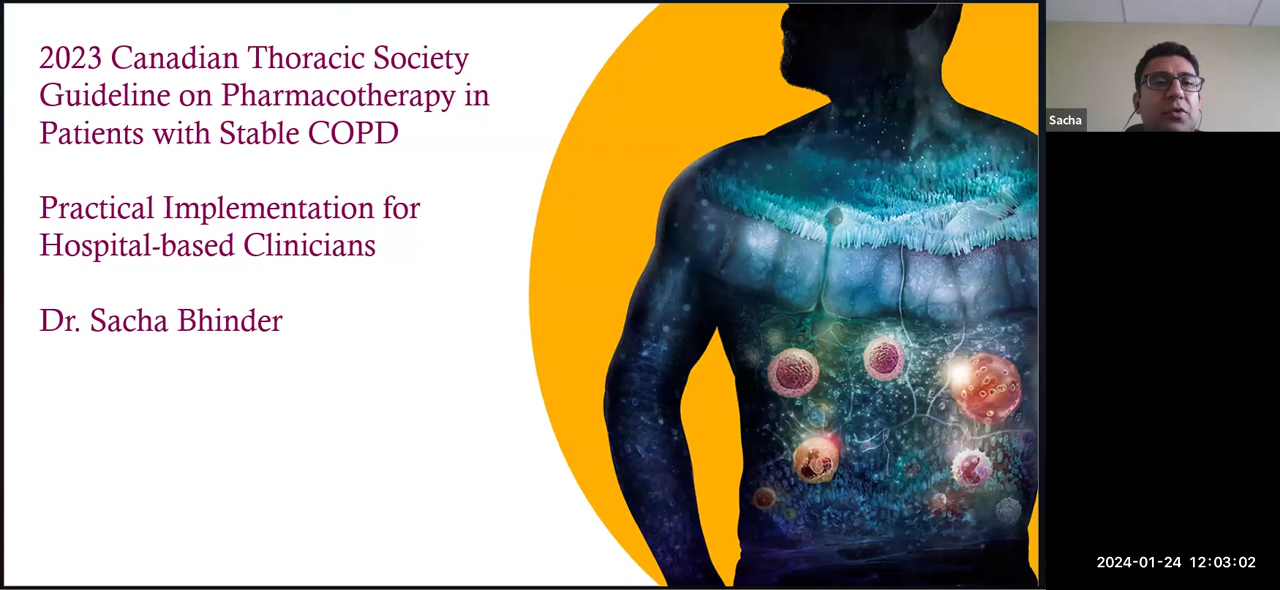 2023 Canadian Thoracic Society
Guideline on Pharmacotherapy in
Patients with Stable COPD
Practical Implementation for
Hospital-based Clinicians
Dr. Sacha Bhinder
Sacha
2024-01-24 12:03:02